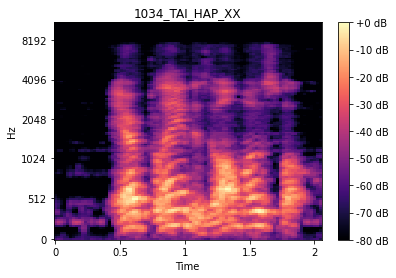 1034_TAI_HAP_XX
+0 dB
8192
-10 dB
4096
-20 dB
-30 dB
2048
Hz
-40 dB
1024
-50 dB
512
-60 dB
-70 dB
0
-80 dB
0 0.5 1 1.5 2
Time